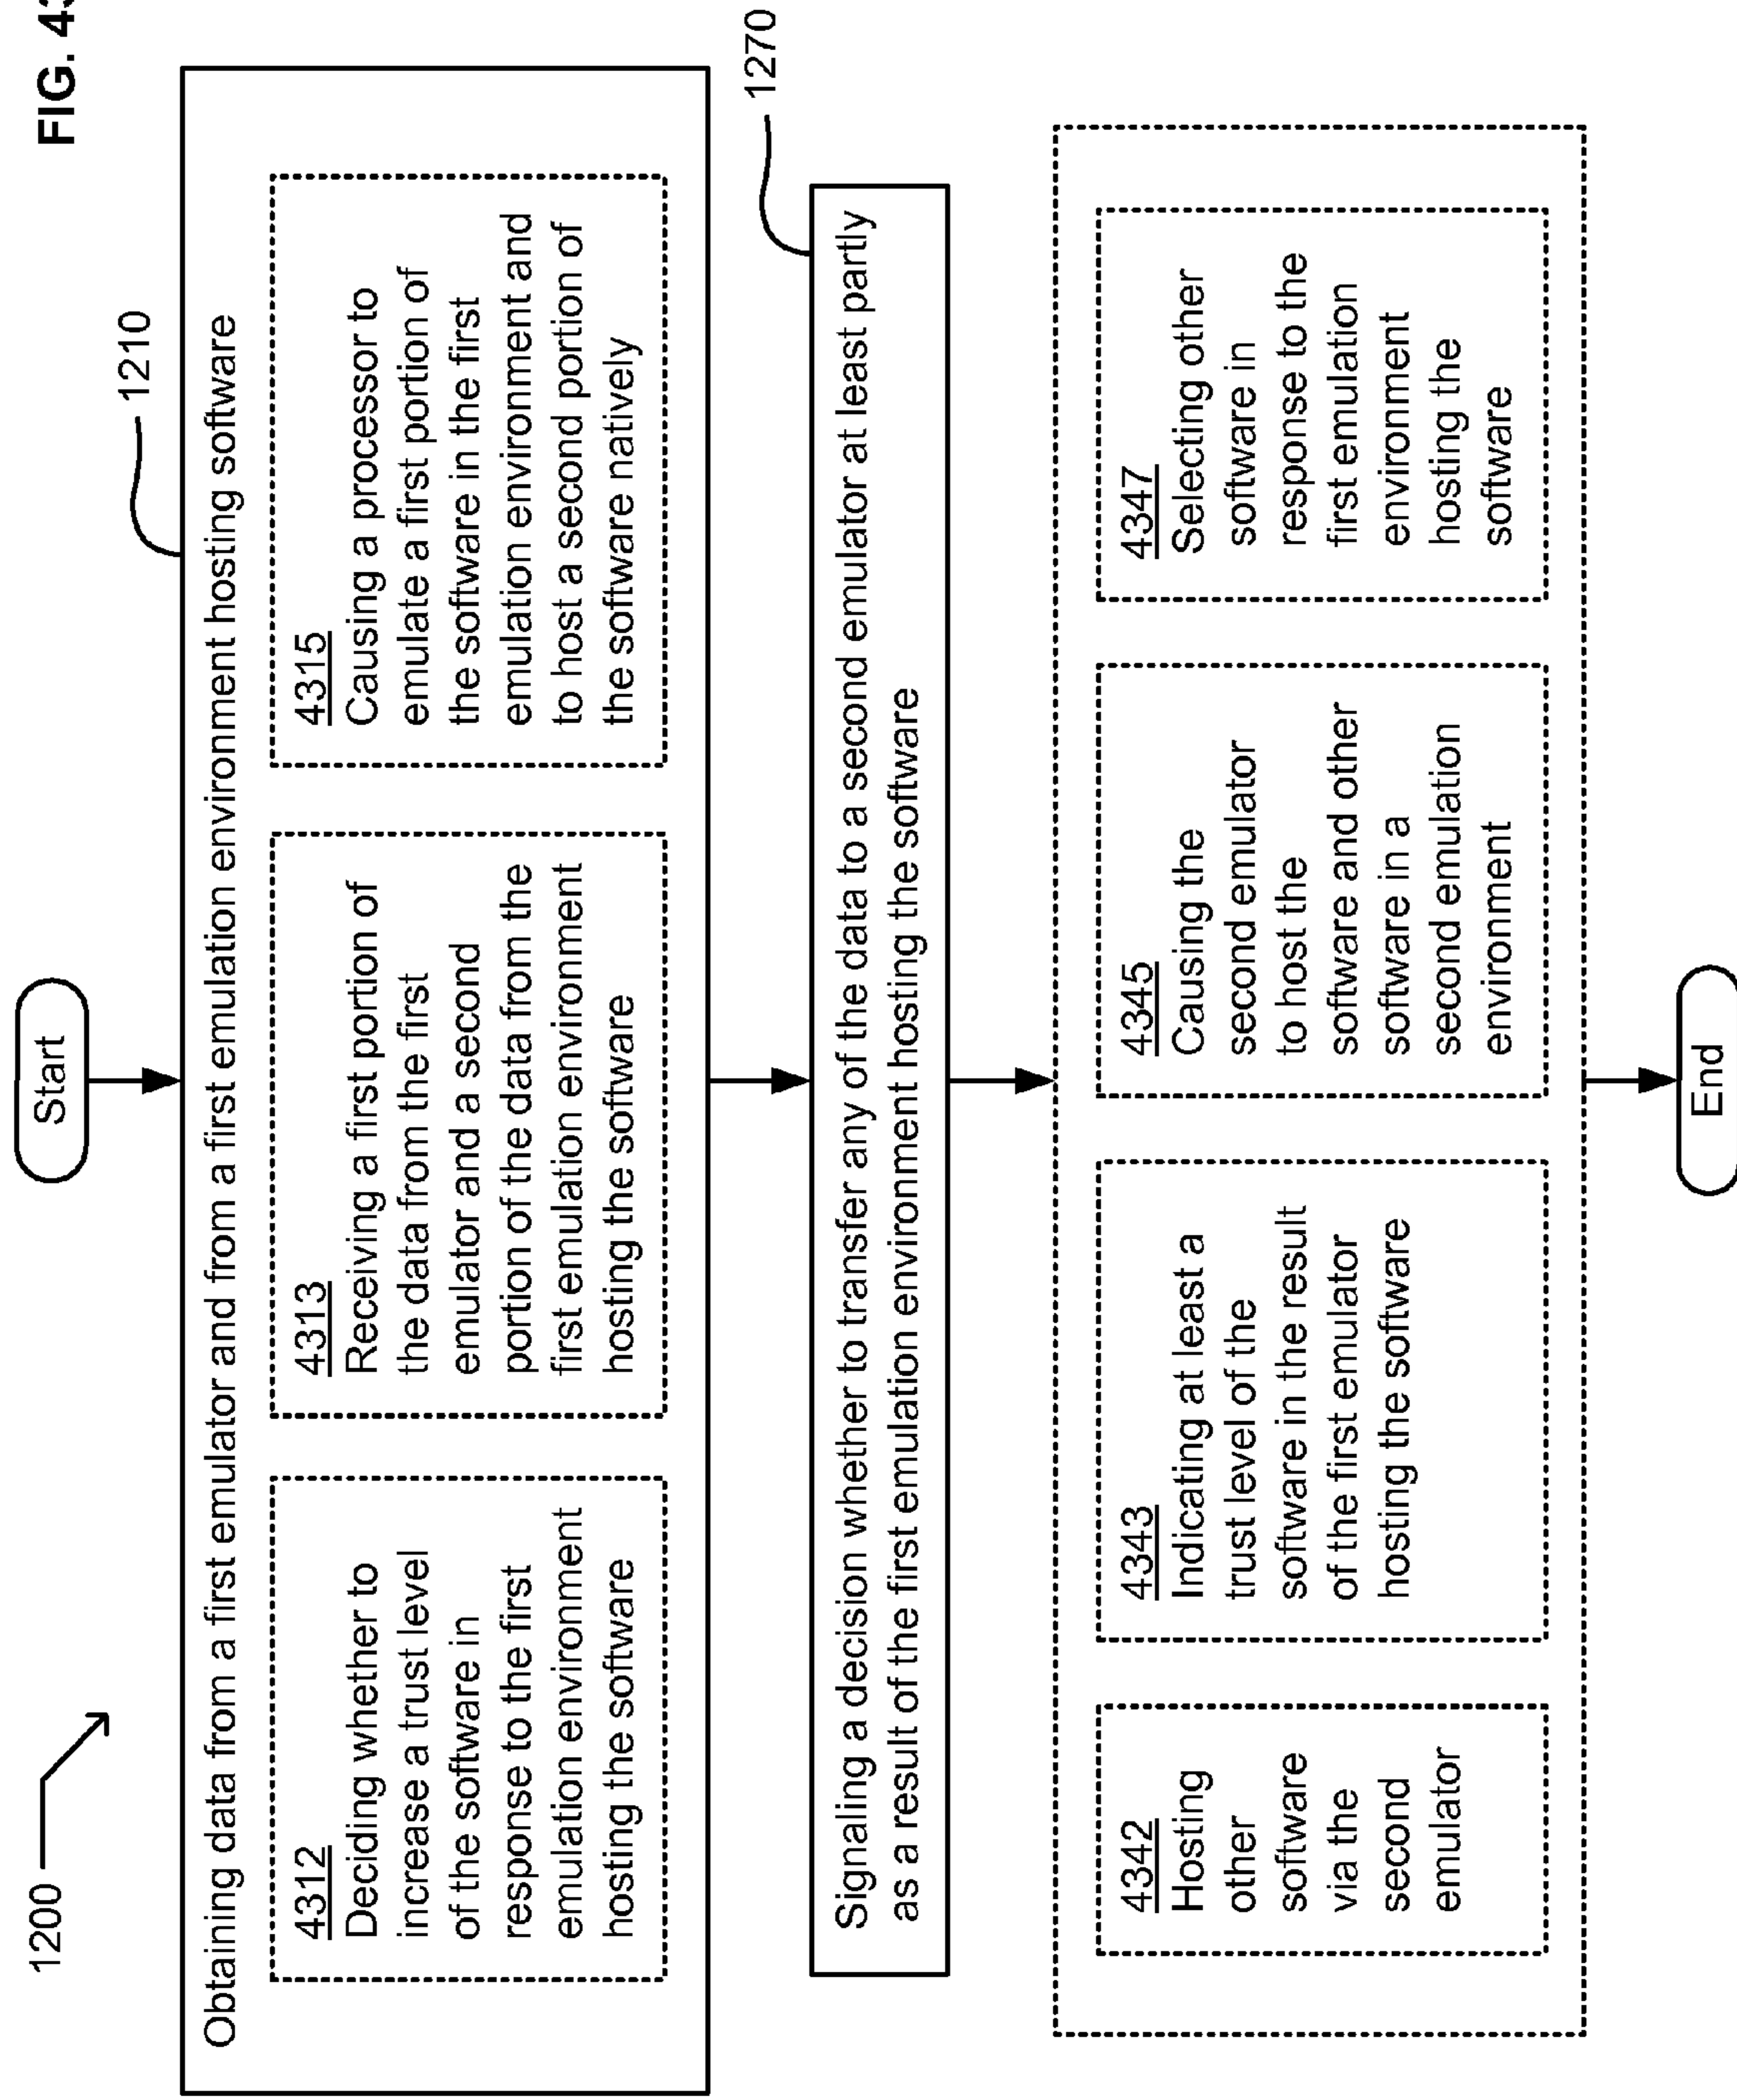 FIG. 43
1200
Start
1210
Obtaining data from a first emulator and from a first emulation environment hosting software
4312
Deciding whether to
increase a trust level
of the software in
response to the first
emulation environment
hosting the software
4313
Receiving a first portion of
the data from the first
emulator and a second
portion of the data from the
first emulation environment
hosting the software
4315
Causing a processor to
emulate a first portion of
the software in the first
emulation environment and
to host a second portion of
the software natively
1270
Signaling a decision whether to transfer any of the data to a second emulator at least partly
as a result of the first emulation environment hosting the software
4342
Hosting
other
software
via the
second
emulator
4343
Indicating at least a
trust level of the
software in the result
of the first emulator
hosting the software
4345
Causing the
second emulator
to host the
software and other
software in a
second emulation
environment
4347
Selecting other
software in
response to the
first emulation
environment
hosting the
software
End